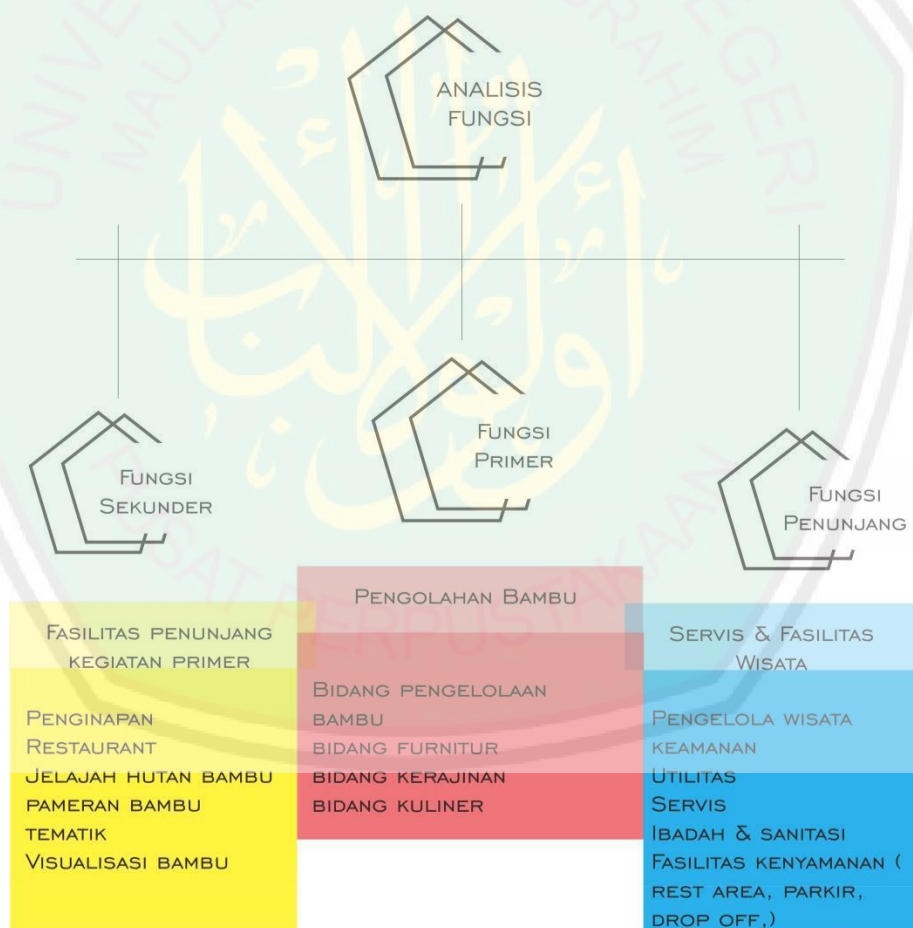 ANALISIS
FUNGSI
FUNGSI
PRIMER
FUNGSI
SEKUNDER
FUNGSI
PENUNJANG
PENGOLAHAN BAMBU
FASILITAS PENUNJANG
KEGIATAN PRIMER
SERVIS & FASILITAS
WISATA
PENGINAPAN
RESTAURANT
JELAJAH HUTAN BAMBU
PAMERAN BAMBU
TEMATIK
VISUALISASI BAMBU
BIDANG PENGELOLAAN
BAMBU
BIDANG FURNITUR
BIDANG KERAJINAN
BIDANG KULINER
PENGELOLA WISATA
KEAMANAN
UTILITAS
SERVIS
IBADAH & SANITASI
FASILITAS KENYAMANAN (
REST AREA, PARKIR,
DROP OFF,)
PUSAT PERPUSTAKAAN